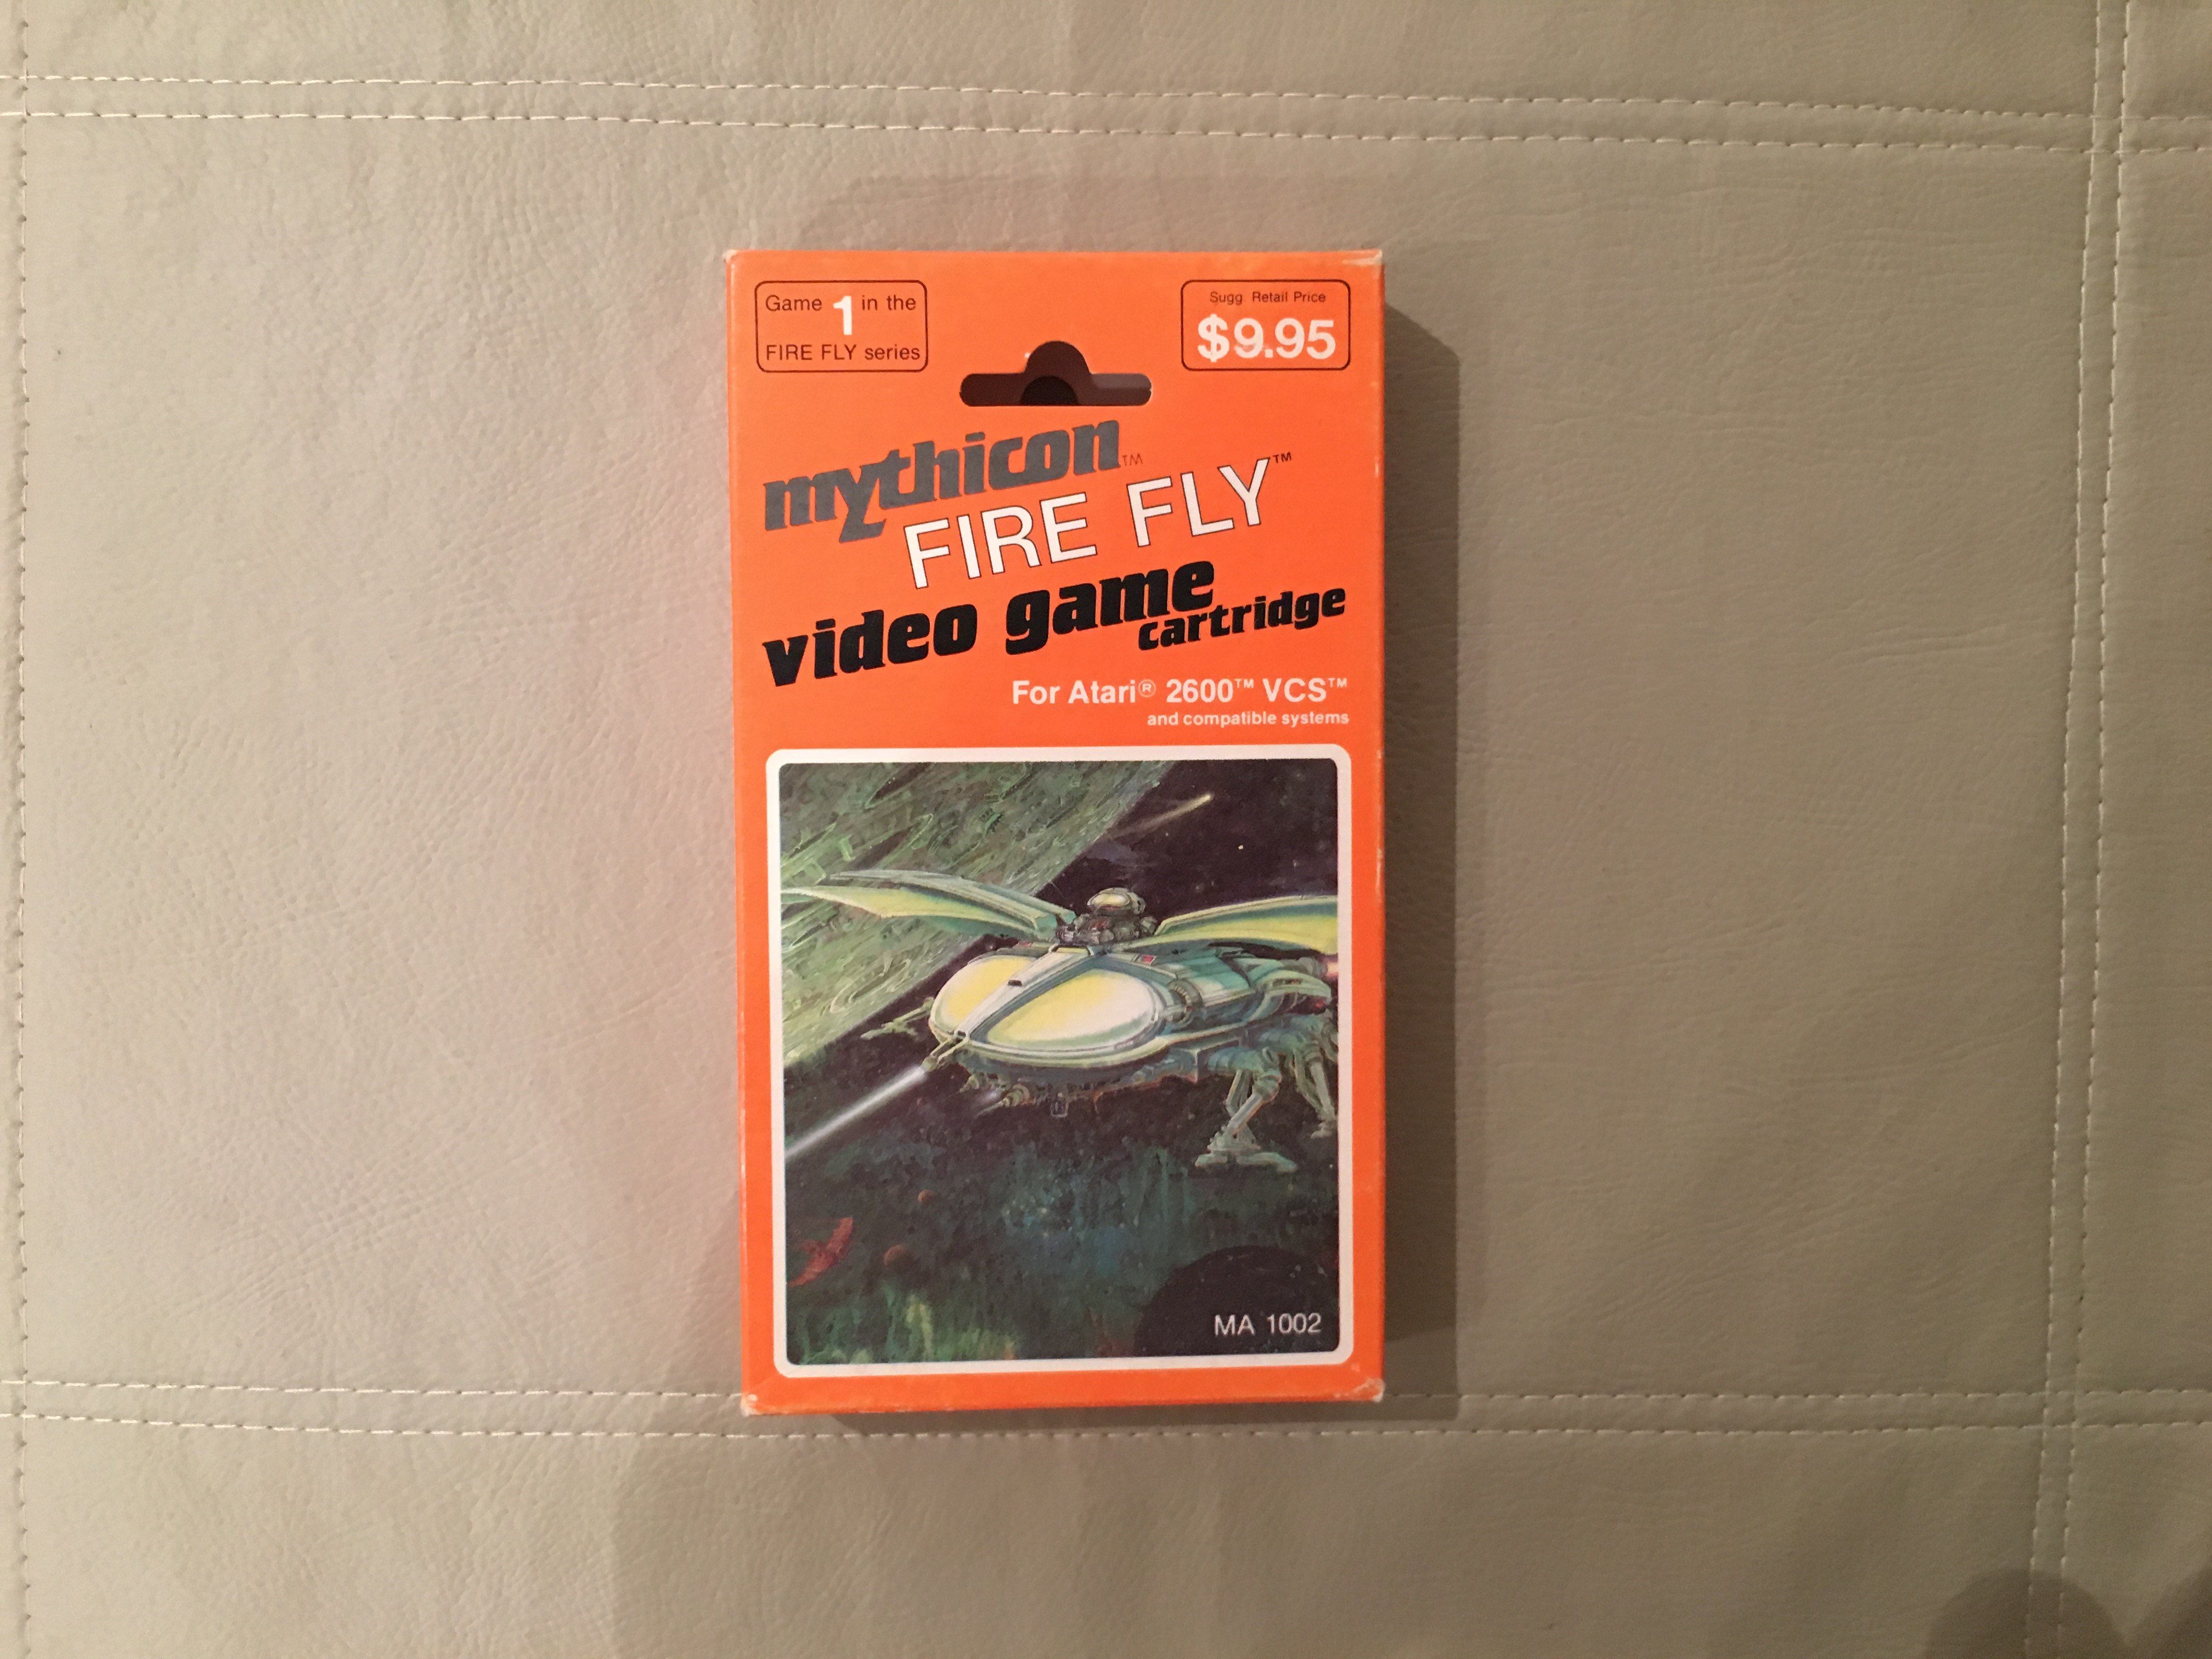 Game 1 in the
FIRE FLY series
Sugg Retail Price
$9.95
mythicon™
FIRE FLY™
video game
cartridge
For Atari® 2600™ VCS™
and compatible systems
MA 1002